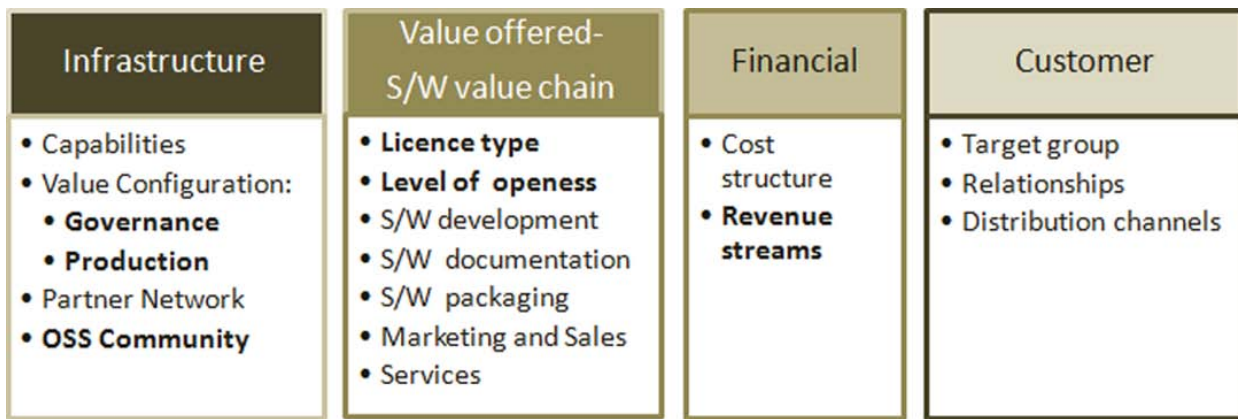 Infrastructure
• Capabilities
• Value Configuration:
• Governance
• Production
• Partner Network
• OSS Community
Value offered-
S/W value chain
• Licence type
• Level of openess
• S/W development
• S/W documentation
• S/W packaging
• Marketing and Sales
• Services
Financial
• Cost
structure
• Revenue
streams
Customer
• Target group
• Relationships
• Distribution channels